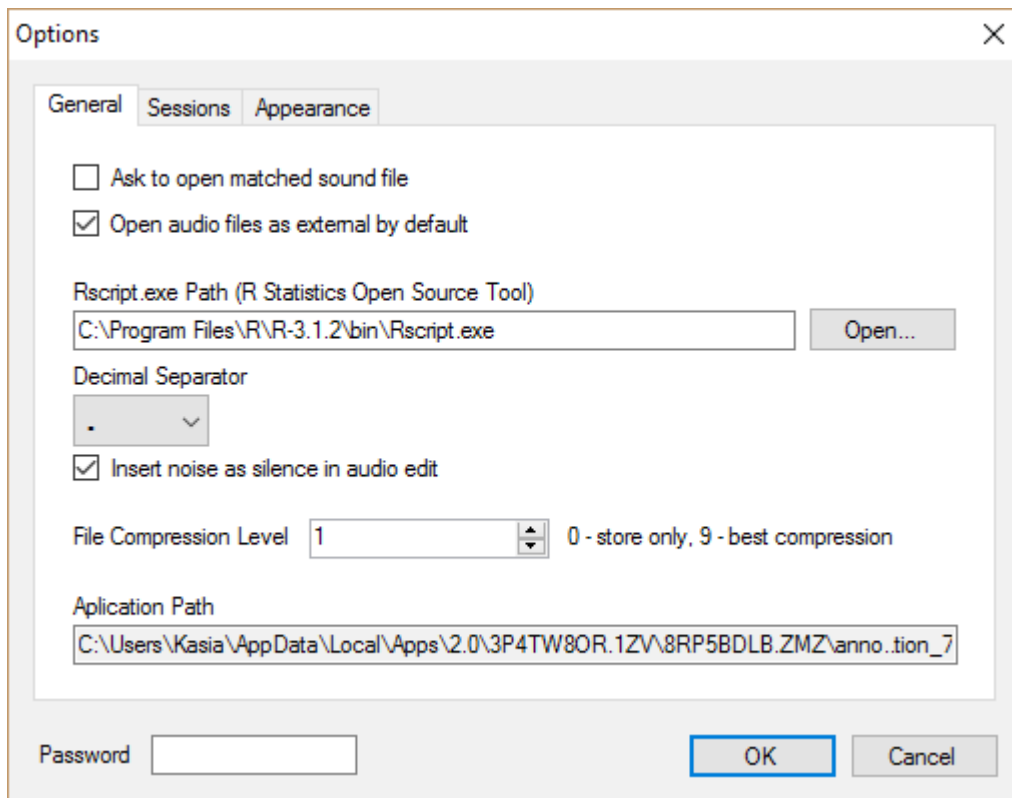 Options
General Sessions Appearance
Ask to open matched sound file
Open audio files as external by default
Rscript.exe Path (R Statistics Open Source Tool)
C:\Program Files\R\R-3.1.2\bin\Rscript.exe Open...
Decimal Separator
.
Insert noise as silence in audio edit
File Compression Level 1 0 - store only, 9 - best compression
Aplication Path
C:\Users\Kasia\AppData\Local\Apps\2.0\3P4TW8OR.1ZV\8RP5BDLB.ZMZ\anno..tion_7
Password OK Cancel